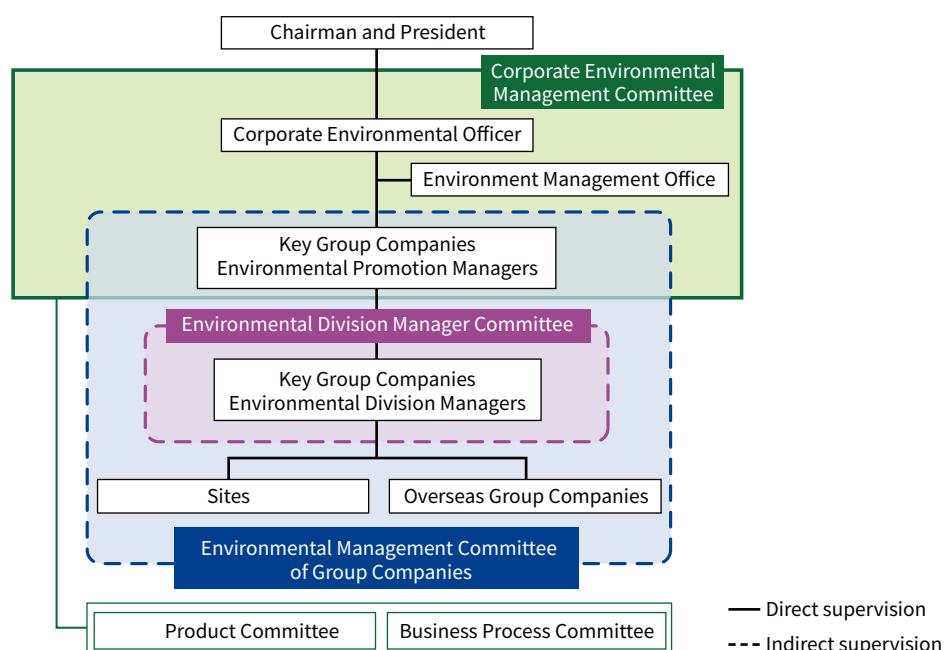 Chairman and President
Corporate Environmental
Management Committee
Corporate Environmental Officer
Environment Management Office
Key Group Companies
Environmental Promotion Managers
Environmental Division Manager Committee
Key Group Companies
Environmental Division Managers
Sites
Overseas Group Companies
Environmental Management Committee
of Group Companies
Product Committee
Business Process Committee
Direct supervision
Indirect supervision